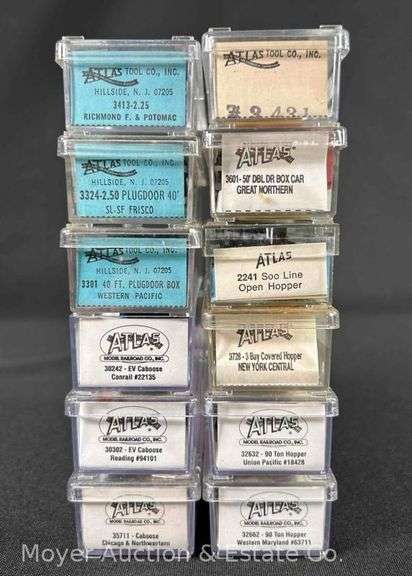 ATLAS TOOL CO., INC.
HILLSIDE, N. J. 07205
3413-2.25
RICHMOND F. & POTOMAC
ATLAS TOOL CO., INC.
HILLSIDE, N. J. 07205
3324-2.50 PLUGDOOR 40'
SL-SF FRISCO
ATLAS TOOL CO., INC.
HILLSIDE, N. J. 07205
3301 40 FT. PLUGDOOR BOX
WESTERN PACIFIC
ATLAS
MODEL RAILROAD CO., INC.
30242 - EV Caboose
Conrail #22135
ATLAS
MODEL RAILROAD CO., INC.
30302 - EV Caboose
Reading #94101
ATLAS
MODEL RAILROAD CO., INC.
35711 - Caboose
Chicago & Northwestern
ATLAS TOOL CO., INC.
ATLAS
3601- 50' DBL DR BOX CAR
GREAT NORTHERN
ATLAS
2241 Soo Line
Open Hopper
ATLAS
3728 - 3 Bay Covered Hopper
NEW YORK CENTRAL
ATLAS
MODEL RAILROAD CO., INC.
32632 - 90 Ton Hopper
Union Pacific #18428
ATLAS
MODEL RAILROAD CO., INC.
32662 - 90 Ton Hopper
Western Maryland #63711
Moyer Auction & Estate Co.